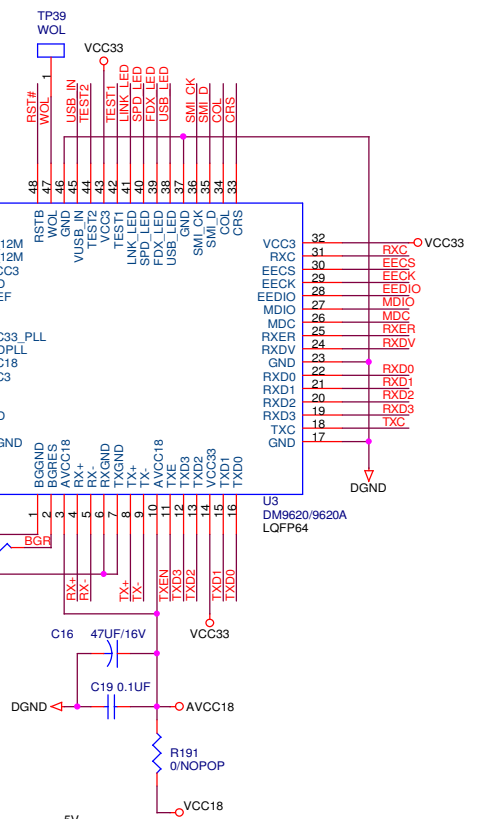 TP39
WOL
VCC33
1
RST#
WOL
USB_IN
TEST2
TEST1
LINK_LED
SPD_LED
FDX_LED
USB_LED
SMI_CK
SMI_D
COL
CRS
48
47
46
45
44
43
42
41
40
39
38
37
36
35
34
33
RSTB
WOL
GND
VUSB_IN
TEST2
VCC3
TEST1
LNK_LED
SPD_LED
FDX_LED
USB_LED
GND
SMI_CK
SMI_D
COL
CRS
12M
12M
CC3
D
EF
C33_PLL
DPLL
C18
C3
D
GND
VCC3 32 VCC33
RXC 31 RXC
EECS 30 EECS
EECK 29 EECK
EEDIO 28 EEDIO
MDIO 27 MDIO
MDC 26 MDC
RXER 25 RXER
RXDV 24 RXDV
GND 23
RXD0 22 RXD0
RXD1 21 RXD1
RXD2 20 RXD2
RXD3 19 RXD3
TXC 18 TXC
GND 17
DGND
BGGND
BGRES
AVCC18
RX+
RX-
RXGND
TXGND
TX+
TX-
AVCC18
TXE
TXD3
TXD2
VCC33
TXD1
TXD0
U3
DM9620/9620A
LQFP64
1
2
3
4
5
6
7
8
9
10
11
12
13
14
15
16
BGR
RX+
RX-
TX+
TX-
TXEN
TXD3
TXD2
TXD1
TXD0
VCC33
C16 47UF/16V
C19 0.1UF
DGND
AVCC18
R191
0/NOPOP
VCC18
5V